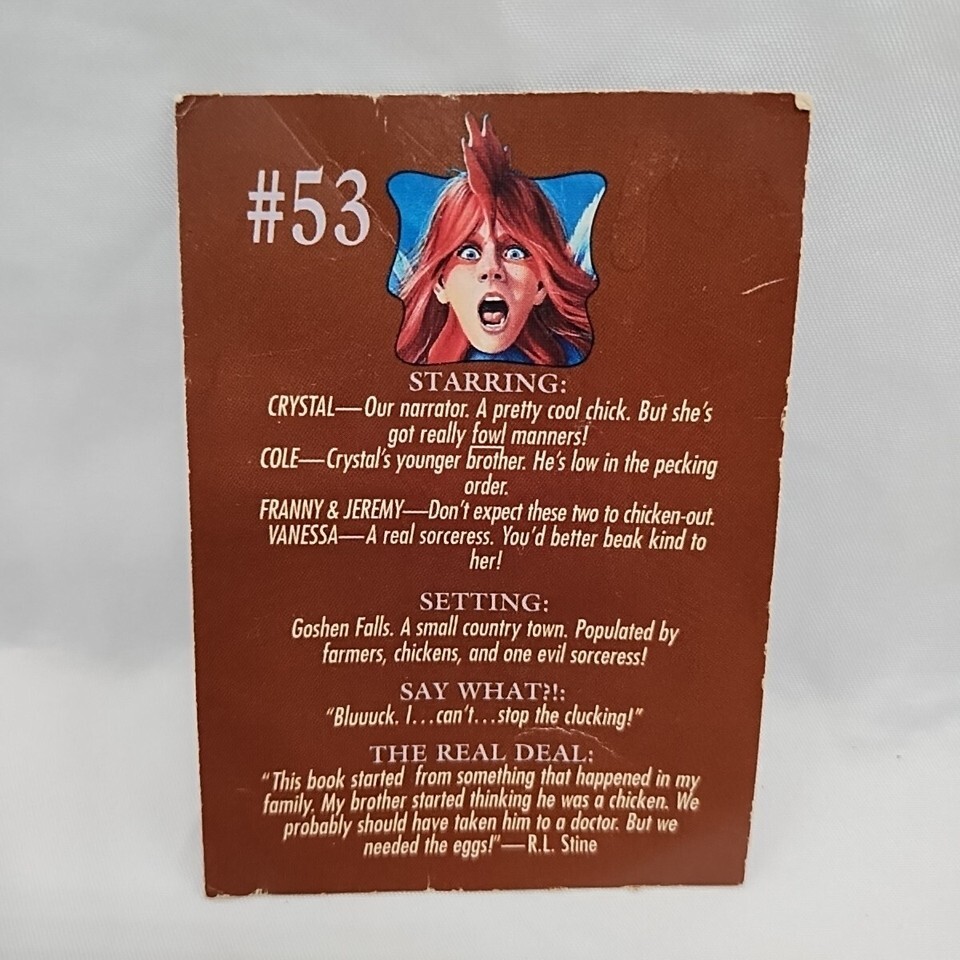 #53
STARRING:
CRYSTAL—Our narrator. A pretty cool chick. But she's
got really fowl manners!
COLE—Crystal's younger brother. He's low in the pecking
order.
FRANNY & JEREMY—Don't expect these two to chicken-out.
VANESSA—A real sorceress. You'd better beak kind to
her!
SETTING:
Goshen Falls. A small country town. Populated by
farmers, chickens, and one evil sorceress!
SAY WHAT?!:
"Bluuuck. I...can't...stop the clucking!"
THE REAL DEAL:
"This book started from something that happened in my
family. My brother started thinking he was a chicken. We
probably should have taken him to a doctor. But we
needed the eggs!"—R.L. Stine